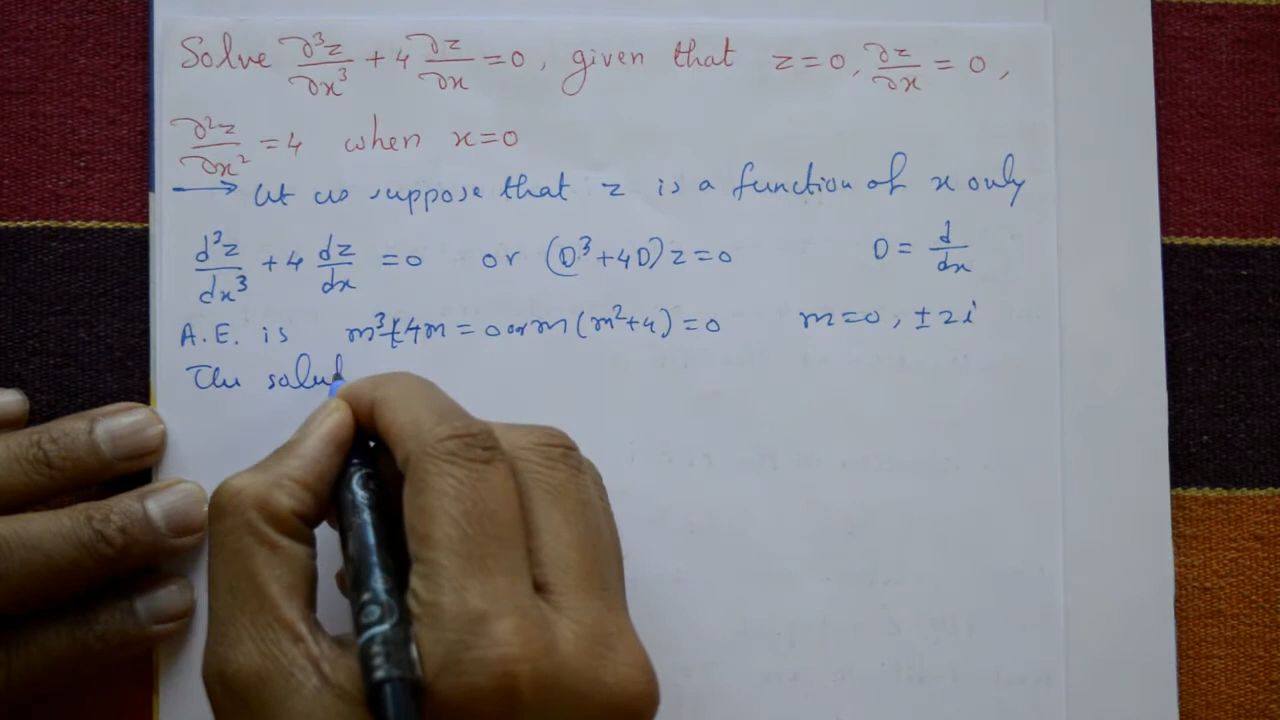 Solve ∂³z/∂x³ + 4 ∂z/∂x = 0, given that z = 0, ∂z/∂x = 0,
∂²z/∂x² = 4 when x = 0
→ Let us suppose that z is a function of x only
d³z/dx³ + 4 dz/dx = 0 or (D³ + 4D) z = 0 D = d/dx
A.E. is m³ + 4m = 0 or m (m² + 4) = 0 m = 0, ± 2i
The solut